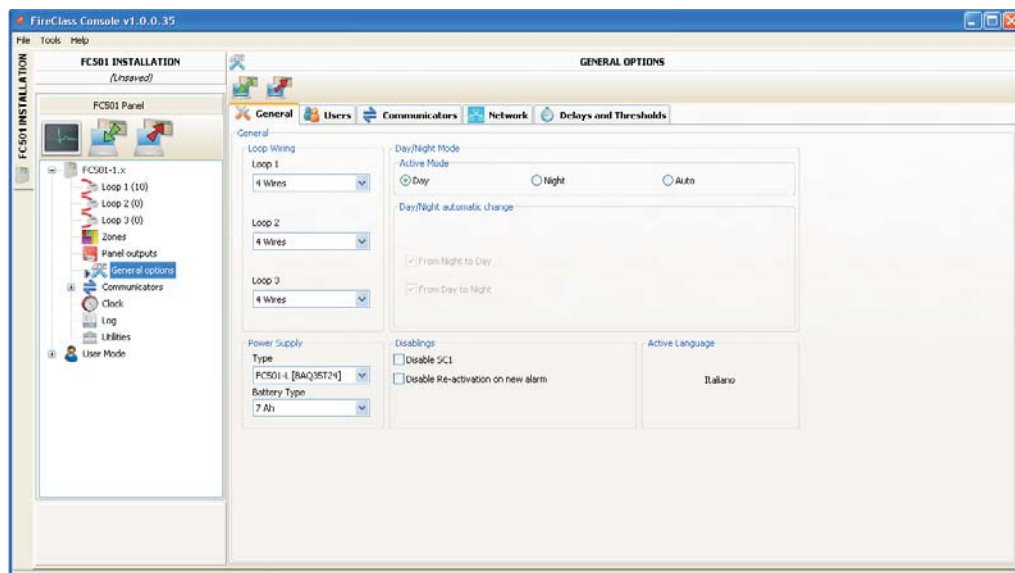 FireClass Console v1.0.0.35
File Tools Help
FC501 INSTALLATION
FC501 INSTALLATION
(Unsaved)
FC501 Panel
FC501-1.x
Loop 1 (10)
Loop 2 (0)
Loop 3 (0)
Zones
Panel outputs
General options
Communicators
Clock
Log
Utilities
User Mode
GENERAL OPTIONS
General Users Communicators Network Delays and Thresholds
General
Loop Wiring
Loop 1
4 Wires
Loop 2
4 Wires
Loop 3
4 Wires
Day/Night Mode
Active Mode
Day Night Auto
Day/Night automatic change
From Night to Day
From Day to Night
Power Supply
Type
FC501-L [BAQ35T24]
Battery Type
7 Ah
Disablings
Disable SC1
Disable Re-activation on new alarm
Active Language
Italiano